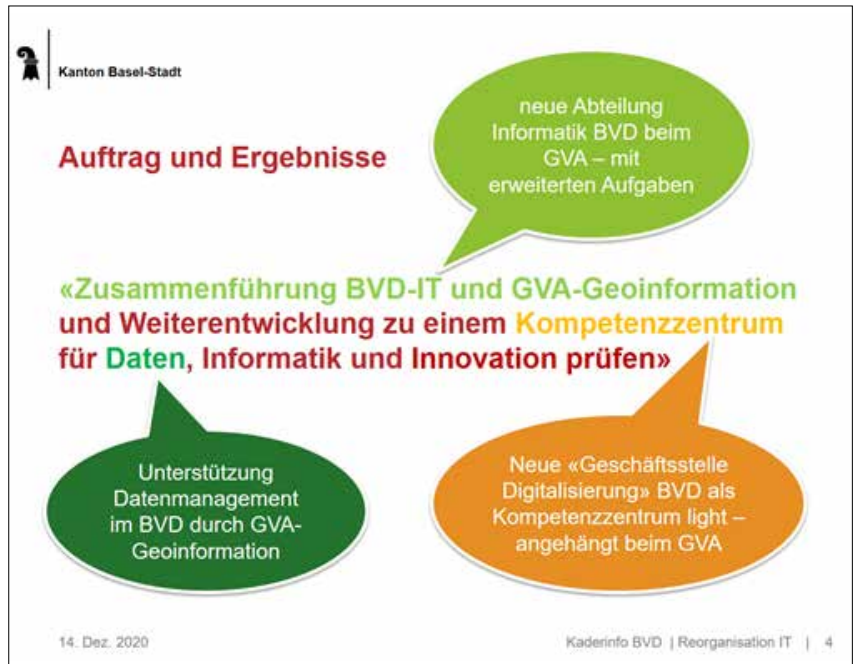 Kanton Basel-Stadt
neue Abteilung
Informatik BVD beim
GVA – mit
erweiterten Aufgaben
Auftrag und Ergebnisse
«Zusammenführung BVD-IT und GVA-Geoinformation
und Weiterentwicklung zu einem Kompetenzzentrum
für Daten, Informatik und Innovation prüfen»
Unterstützung
Datenmanagement
im BVD durch GVA-
Geoinformation
Neue «Geschäftsstelle
Digitalisierung» BVD als
Kompetenzzentrum light –
angehängt beim GVA
14. Dez. 2020
Kaderinfo BVD | Reorganisation IT | 4